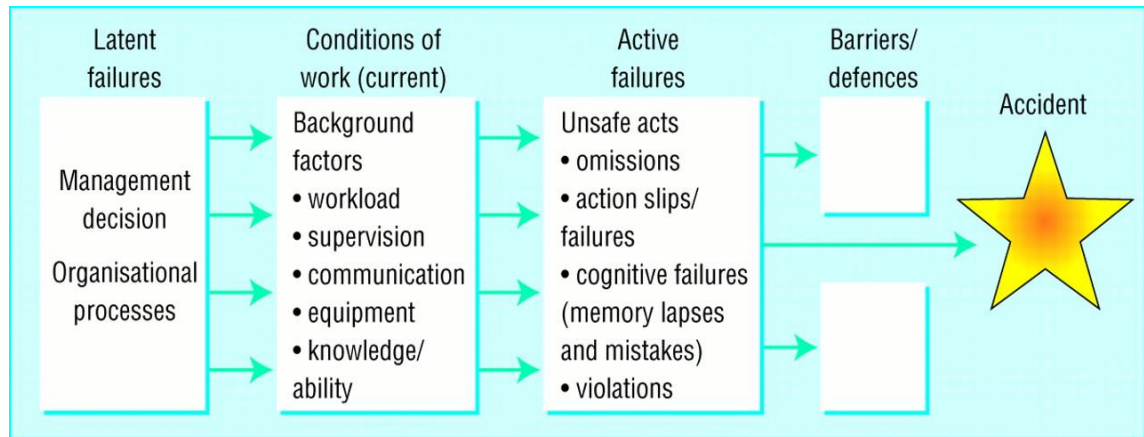 Latent
failures
Management
decision
Organisational
processes
Conditions of
work (current)
Background
factors
• workload
• supervision
• communication
• equipment
• knowledge/
ability
Active
failures
Unsafe acts
• omissions
• action slips/
failures
• cognitive failures
(memory lapses
and mistakes)
• violations
Barriers/
defences
Accident